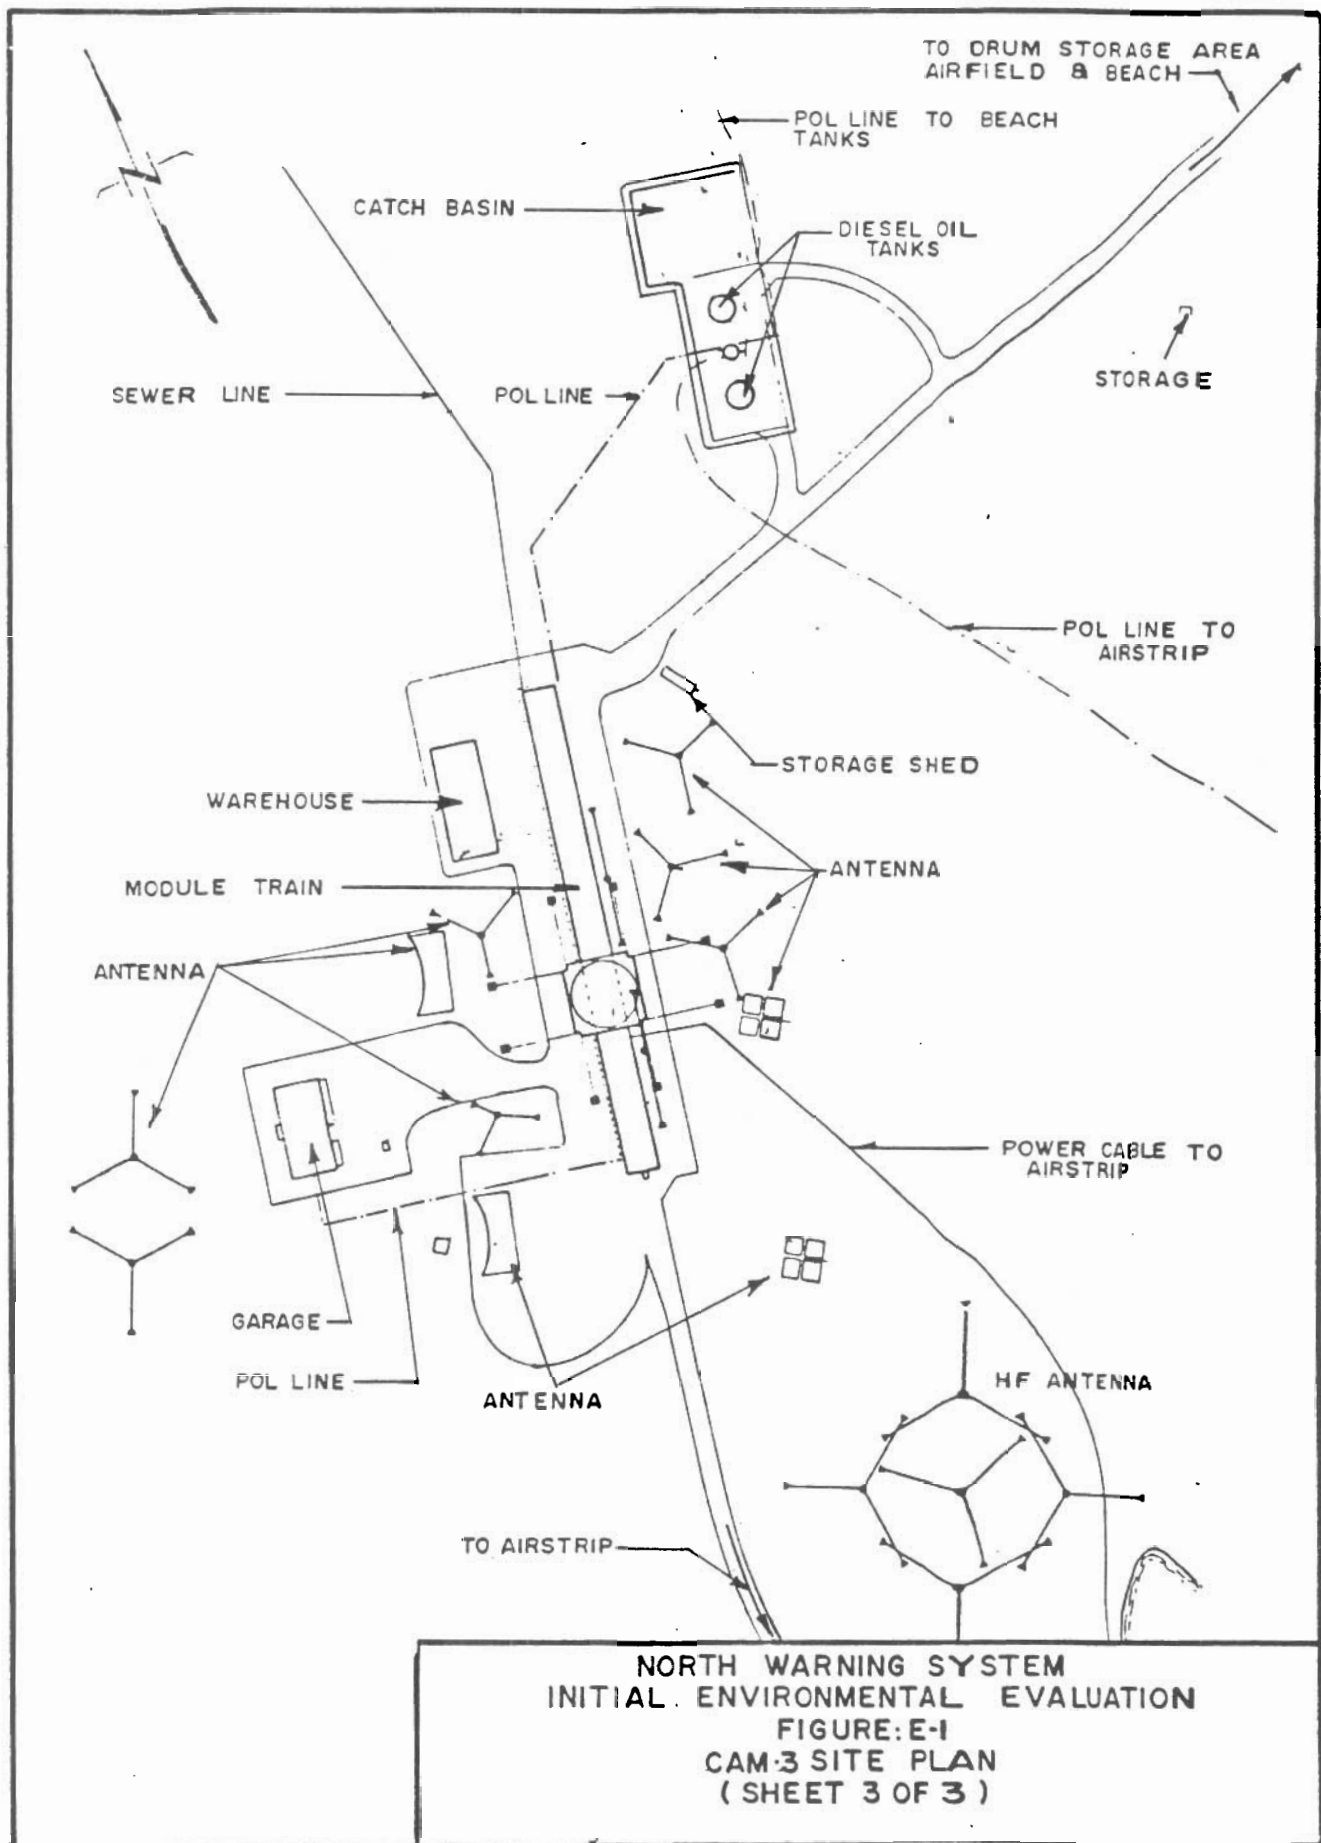 TO DRUM STORAGE AREA
AIRFIELD & BEACH
POL LINE TO BEACH
TANKS
N
CATCH BASIN
DIESEL OIL
TANKS
STORAGE
SEWER LINE
POL LINE
POL LINE TO
AIRSTRIP
STORAGE SHED
WAREHOUSE
ANTENNA
MODULE TRAIN
ANTENNA
POWER CABLE TO
AIRSTRIP
GARAGE
POL LINE
ANTENNA
HF ANTENNA
TO AIRSTRIP
NORTH WARNING SYSTEM
INITIAL. ENVIRONMENTAL EVALUATION
FIGURE: E-1
CAM-3 SITE PLAN
( SHEET 3 OF 3 )